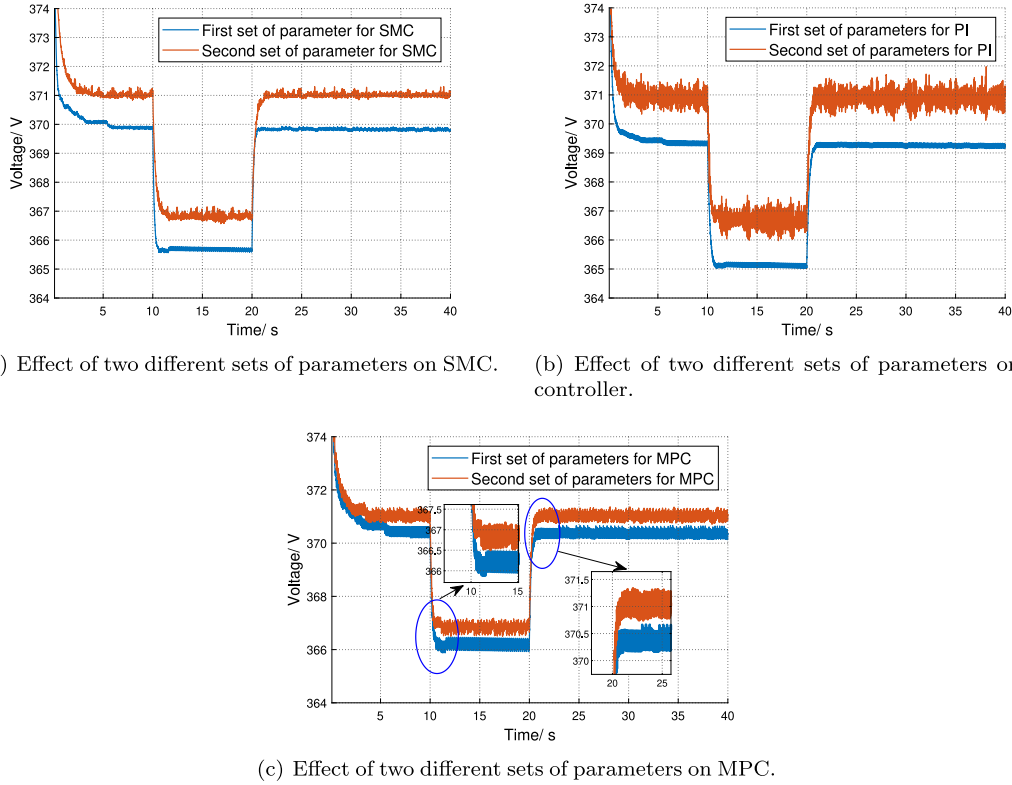 374
373
372
371
370
369
368
367
366
365
364
Voltage/ V
First set of parameter for SMC
Second set of parameter for SMC
5 10 15 20 25 30 35 40
Time/ s
) Effect of two different sets of parameters on SMC.
374
373
372
371
370
369
368
367
366
365
364
Voltage/ V
First set of parameters for PI
Second set of parameters for PI
5 10 15 20 25 30 35 40
Time/ s
(b) Effect of two different sets of parameters on
controller.
374
372
370
368
366
364
Voltage/ V
First set of parameters for MPC
Second set of parameters for MPC
367.5
367
366.5
366
10 15
371.5
371
370.5
370
20 25
5 10 15 20 25 30 35 40
Time/ s
(c) Effect of two different sets of parameters on MPC.